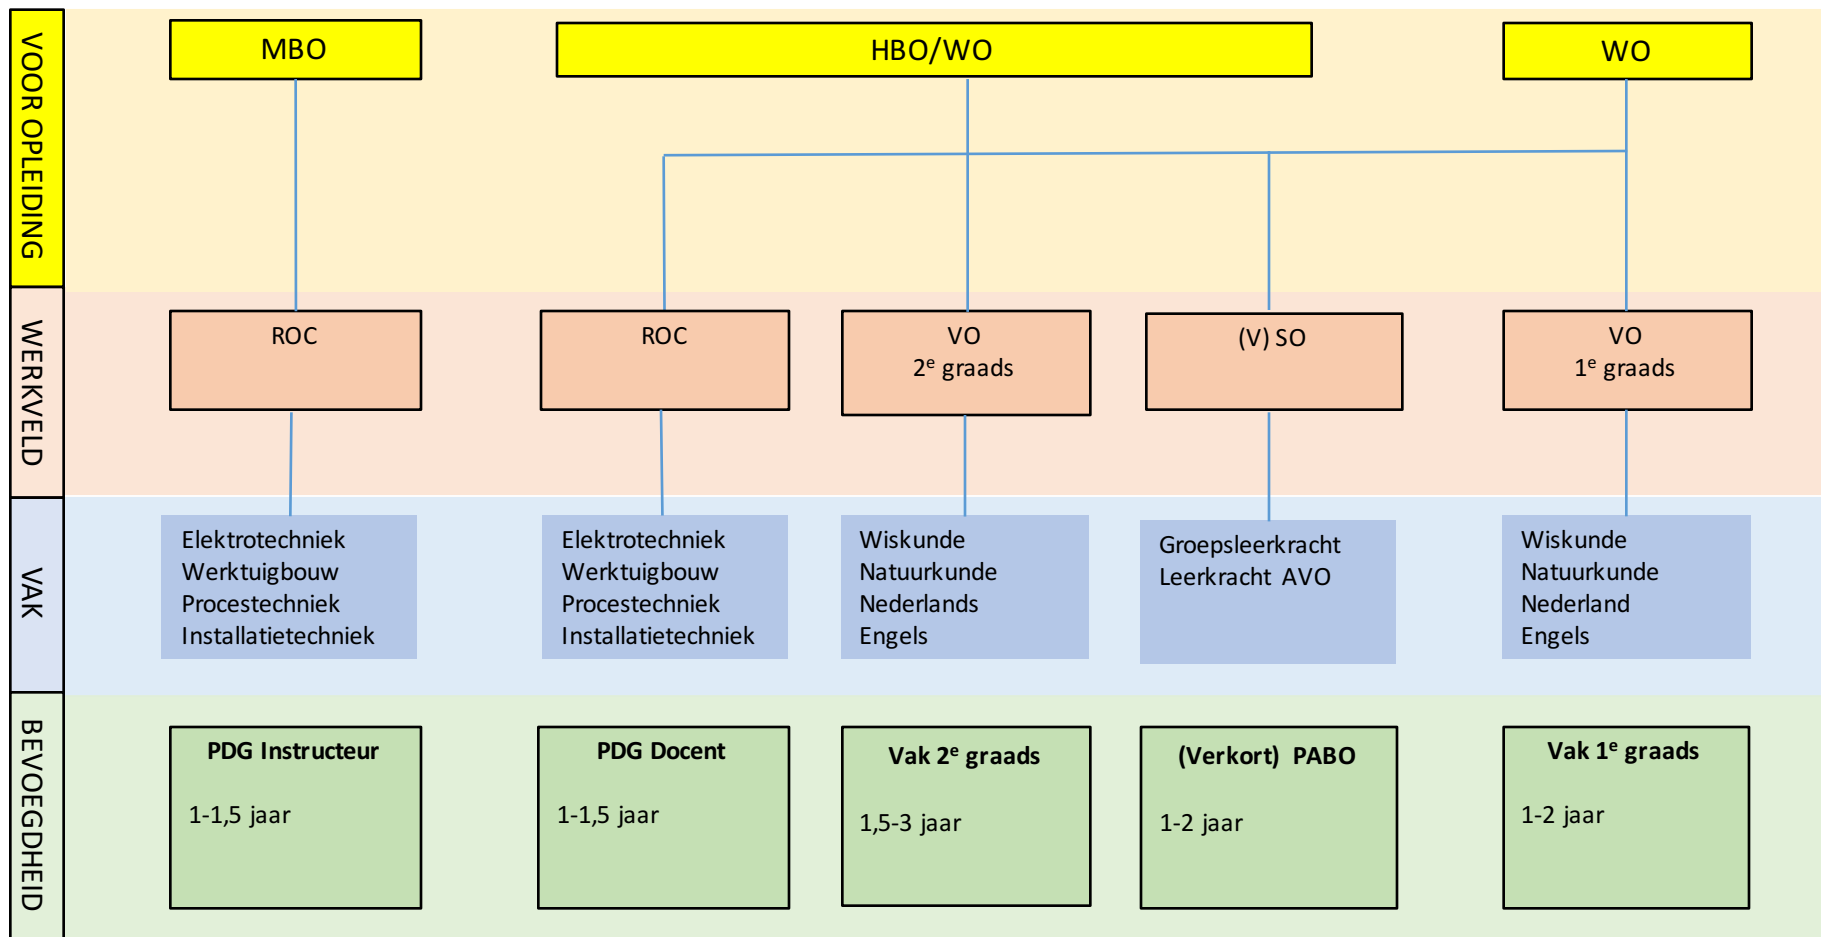 VOOR OPLEIDING
MBO
HBO/WO
WO
WERKVELD
ROC
ROC
VO
2e graads
(V) SO
VO
1e graads
VAK
Elektrotechniek
Werktuigbouw
Procestechniek
Installatietechniek
Elektrotechniek
Werktuigbouw
Procestechniek
Installatietechniek
Wiskunde
Natuurkunde
Nederlands
Engels
Groepsleerkracht
Leerkracht AVO
Wiskunde
Natuurkunde
Nederland
Engels
BEVOEGDHEID
PDG Instructeur
1-1,5 jaar
PDG Docent
1-1,5 jaar
Vak 2e graads
1,5-3 jaar
(Verkort) PABO
1-2 jaar
Vak 1e graads
1-2 jaar